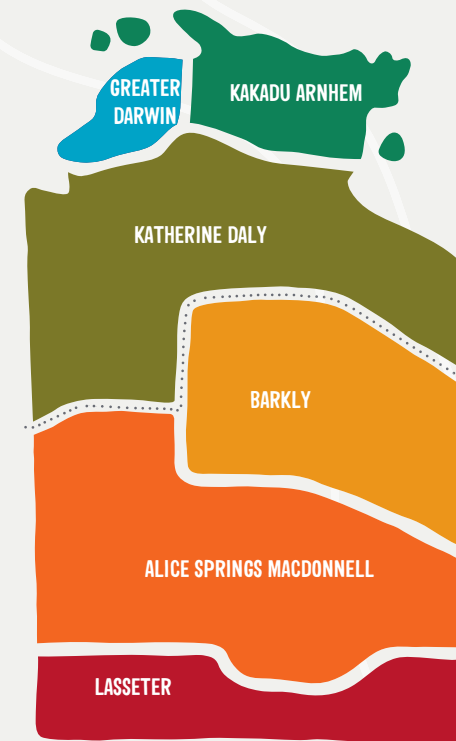 GREATER
DARWIN
KAKADU ARNHEM
KATHERINE DALY
BARKLY
ALICE SPRINGS MACDONNELL
LASSETER